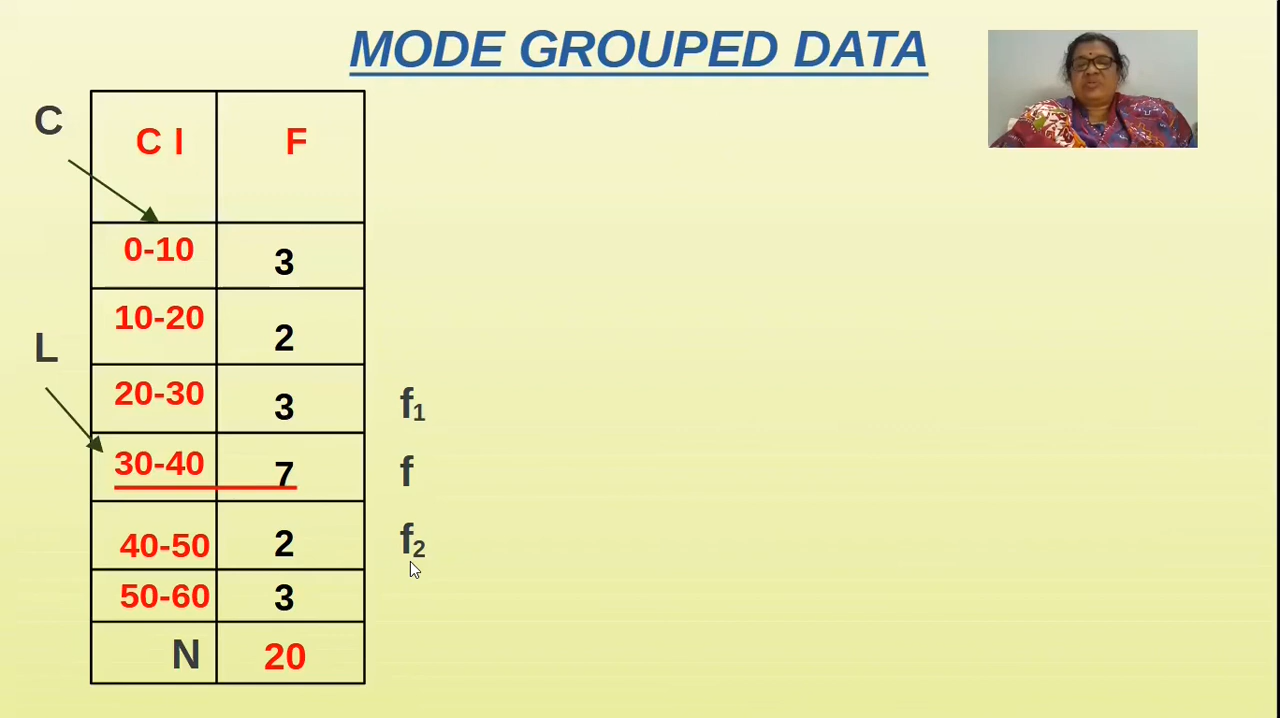 MODE GROUPED DATA
C
C I F
0-10 3
10-20 2
L
20-30 3 f₁
30-40 7 f
40-50 2 f₂
50-60 3
N 20